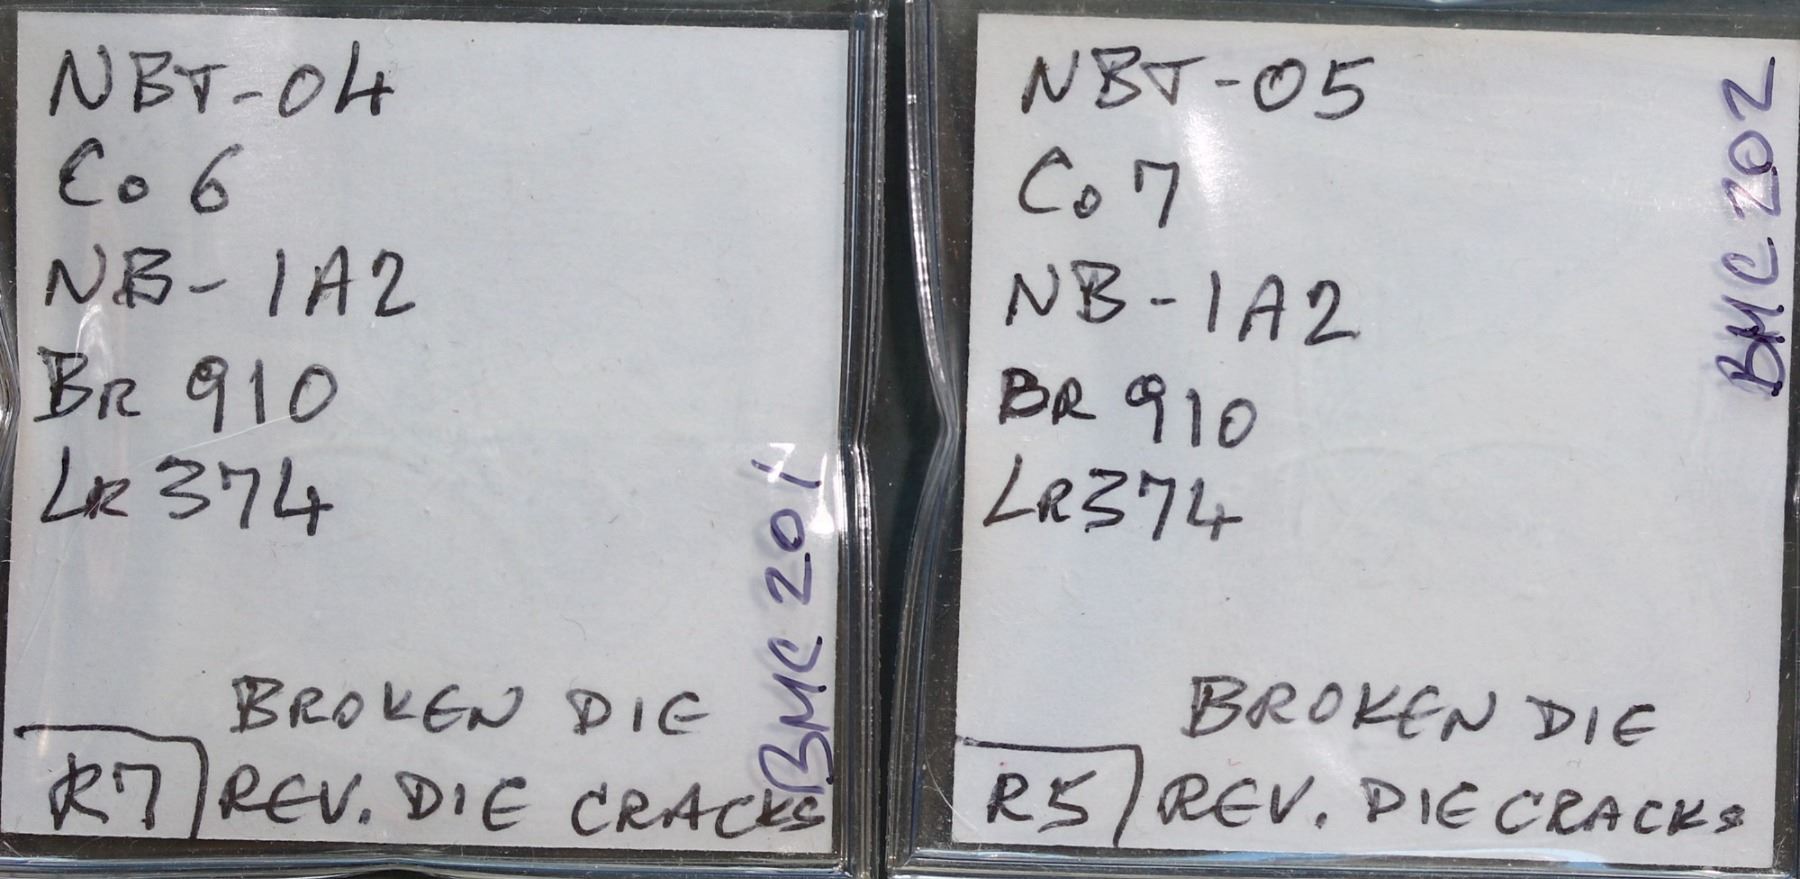 NBT-04
Co 6
NB-1A2
BR 910
LR 374
BROKEN DIE
R7 REV. DIE CRACKS
BMC 201
NBT-05
Co 7
NB-1A2
BR 910
LR 374
BROKEN DIE
R5 REV. DIE CRACKS
BMC 202